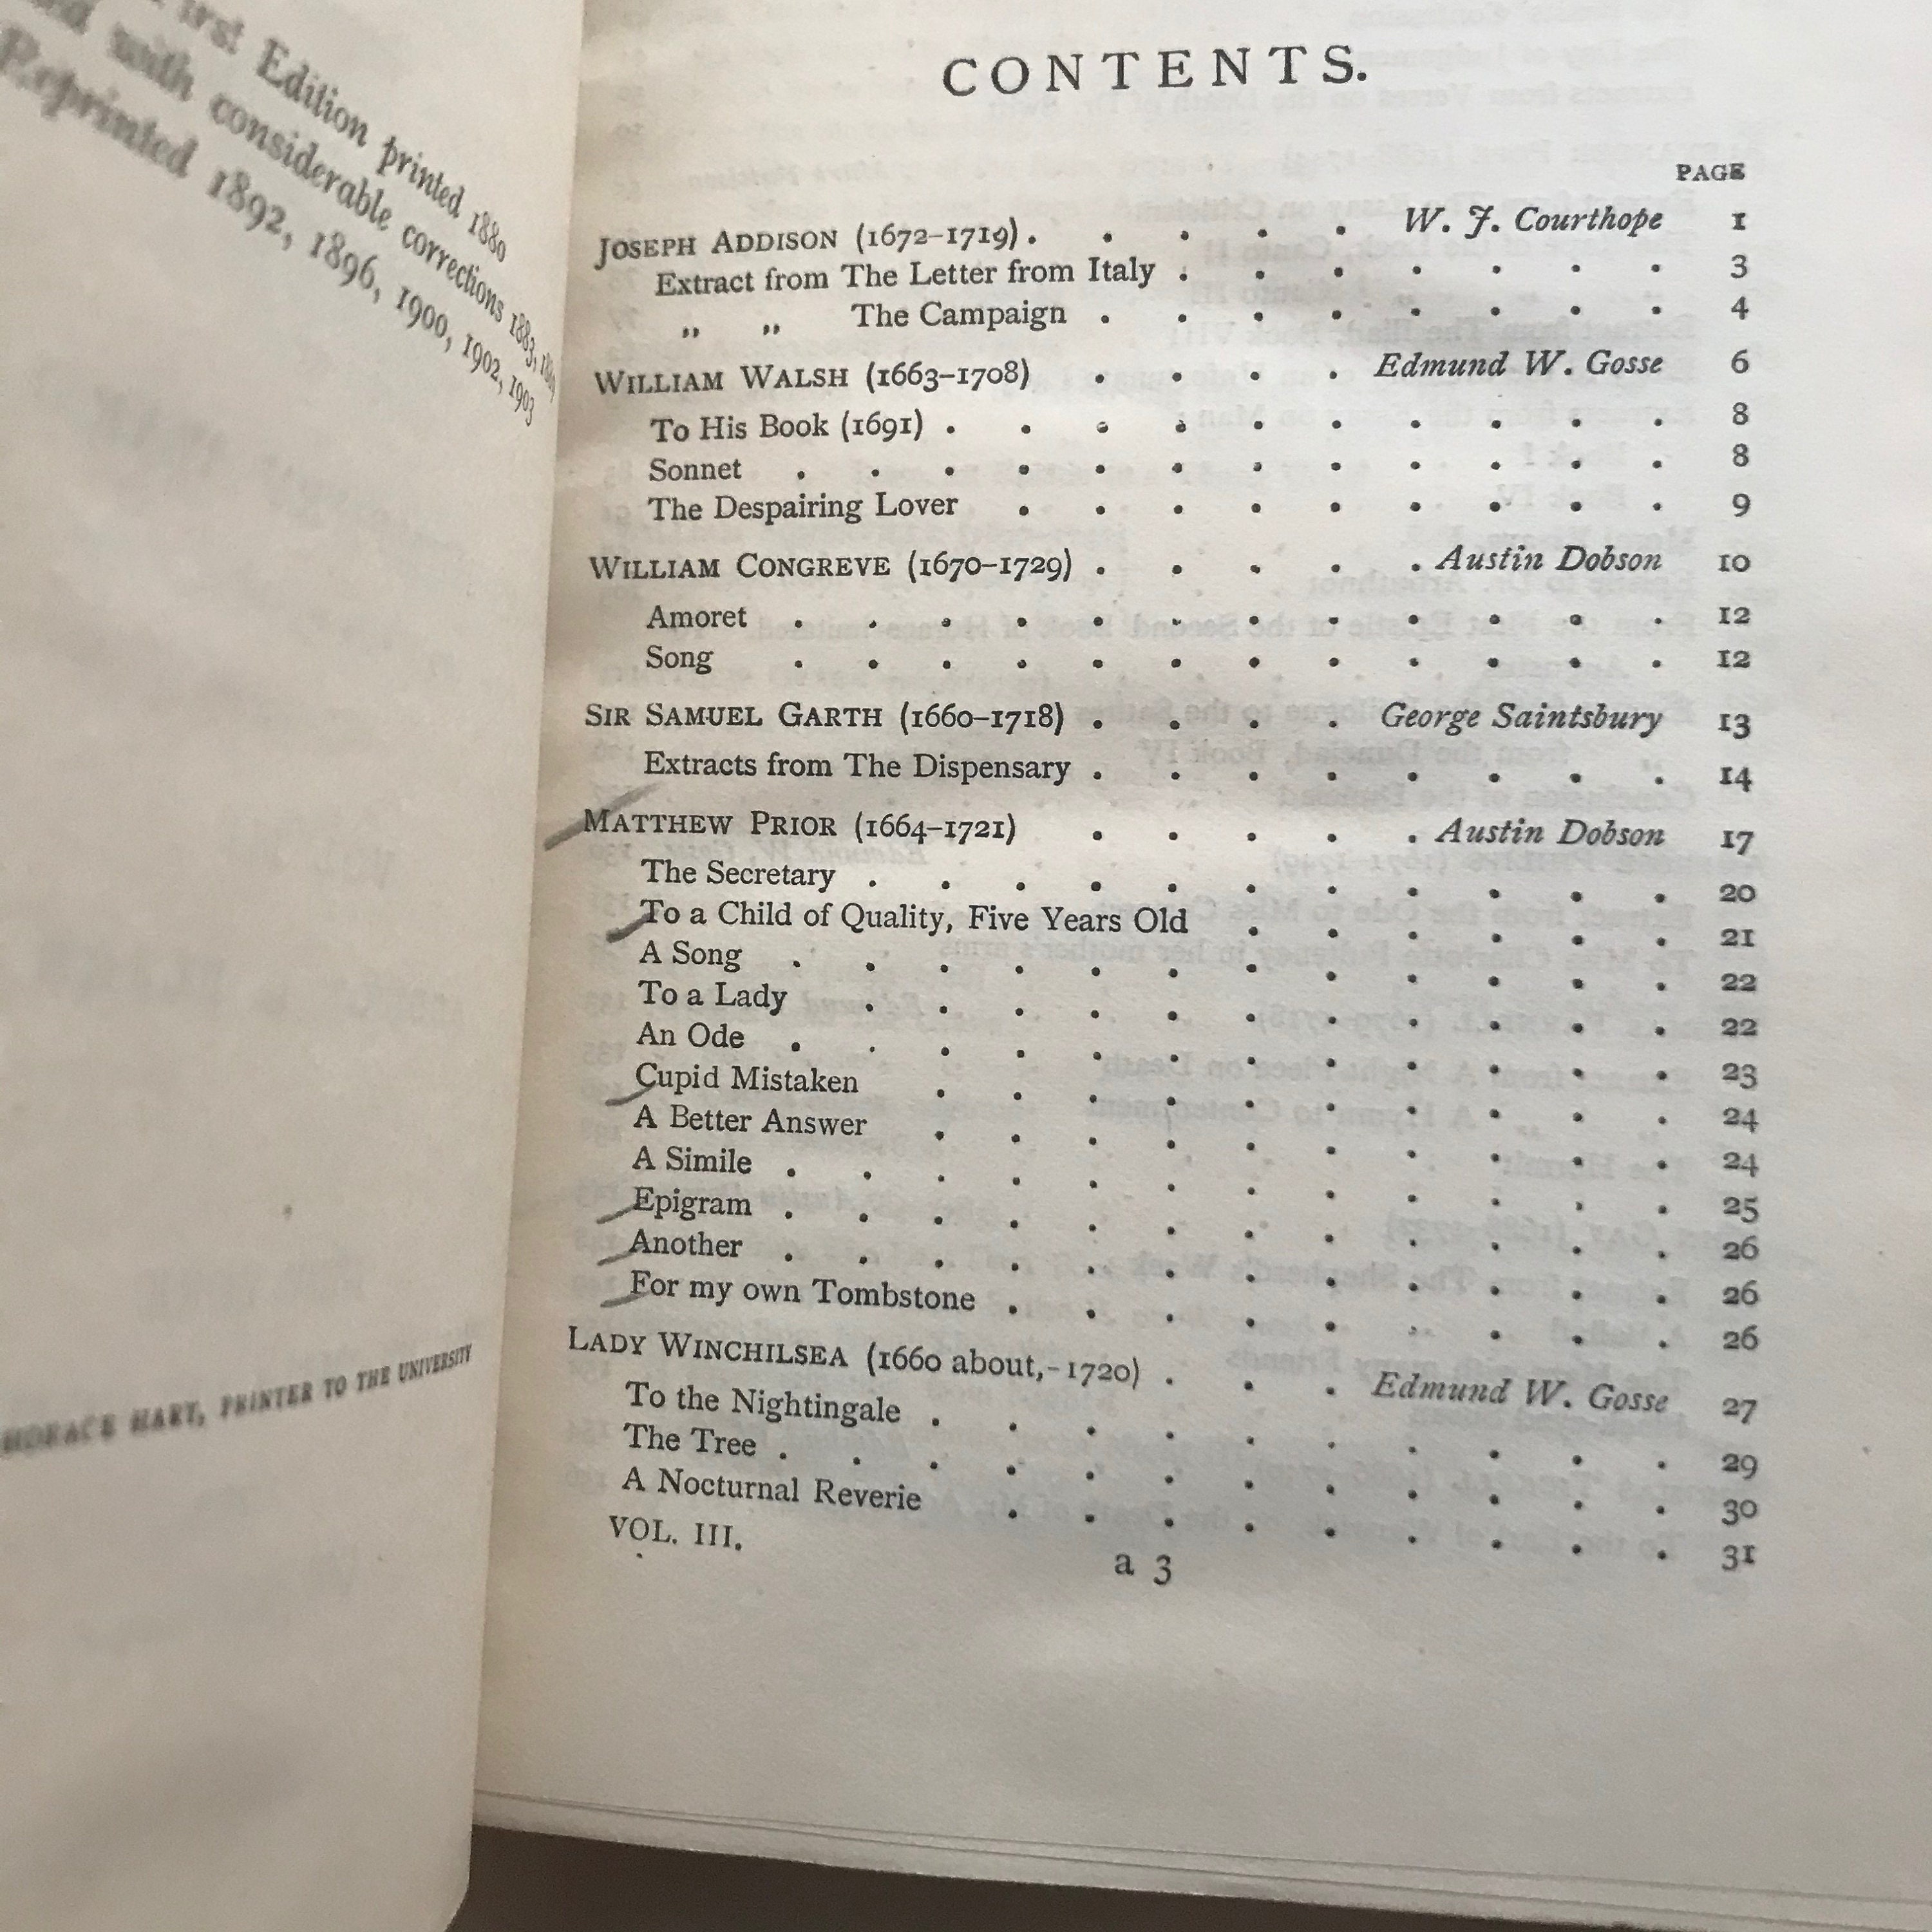 First Edition printed 1880
with considerable corrections 1883,
Reprinted 1892, 1896, 1900, 1902, 1903
HORACE HART, PRINTER TO THE UNIVERSITY
CONTENTS.
PAGE
JOSEPH ADDISON (1672–1719) . . . . . W. J. Courthope 1
Extract from The Letter from Italy . . . . . . . 3
„ „ The Campaign . . . . . . . . 4
WILLIAM WALSH (1663–1708) . . . . Edmund W. Gosse 6
To His Book (1691) . . . . . . . . . . 8
Sonnet . . . . . . . . . . . . 8
The Despairing Lover . . . . . . . . . 9
WILLIAM CONGREVE (1670–1729) . . . . . Austin Dobson 10
Amoret . . . . . . . . . . . . 12
Song . . . . . . . . . . . . 12
SIR SAMUEL GARTH (1660–1718) . . . . George Saintsbury 13
Extracts from The Dispensary . . . . . . . . 14
MATTHEW PRIOR (1664–1721) . . . . . Austin Dobson 17
The Secretary . . . . . . . . . . . 20
To a Child of Quality, Five Years Old . . . . . . 21
A Song . . . . . . . . . . . . 22
To a Lady . . . . . . . . . . . 22
An Ode . . . . . . . . . . . . 23
Cupid Mistaken . . . . . . . . . . 24
A Better Answer . . . . . . . . . . 24
A Simile . . . . . . . . . . . . 25
Epigram . . . . . . . . . . . . 26
Another . . . . . . . . . . . . 26
For my own Tombstone . . . . . . . . . 26
LADY WINCHILSEA (1660 about,–1720) . . . Edmund W. Gosse 27
To the Nightingale . . . . . . . . . . 29
The Tree . . . . . . . . . . . . 30
A Nocturnal Reverie . . . . . . . . . 31
VOL. III.
a 3